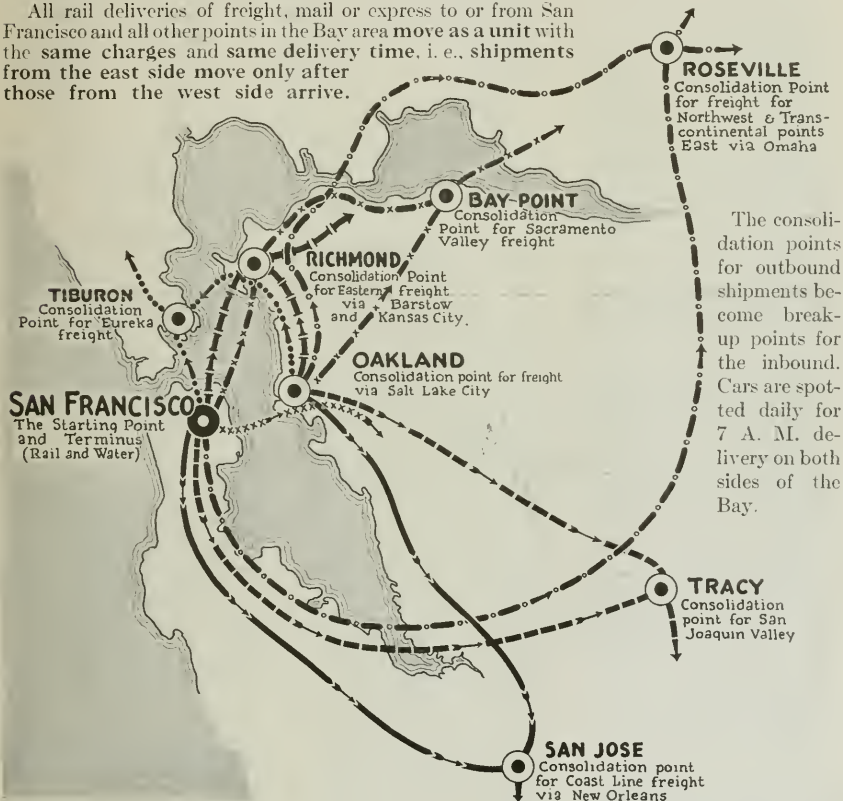 All rail deliveries of freight, mail or express to or from San
Francisco and all other points in the Bay area move as a unit with
the same charges and same delivery time, i. e., shipments
from the east side move only after
those from the west side arrive.
ROSEVILLE
Consolidation Point
for freight for
Northwest & Trans-
continental points
East via Omaha
BAY-POINT
Consolidation
Point for Sacramento
Valley freight
RICHMOND
Consolidation Point
for Eastern freight
via Barstow
and Kansas City.
TIBURON
Consolidation
Point for Eureka
freight
OAKLAND
Consolidation point for freight
via Salt Lake City
SAN FRANCISCO
The Starting Point
and Terminus
(Rail and Water)
The consoli-
dation points
for outbound
shipments be-
come break-
up points for
the inbound.
Cars are spot-
ted daily for
7 A. M. de-
livery on both
sides of the
Bay.
TRACY
Consolidation
point for San
Joaquin Valley
SAN JOSE
Consolidation point
for Coast Line freight
via New Orleans